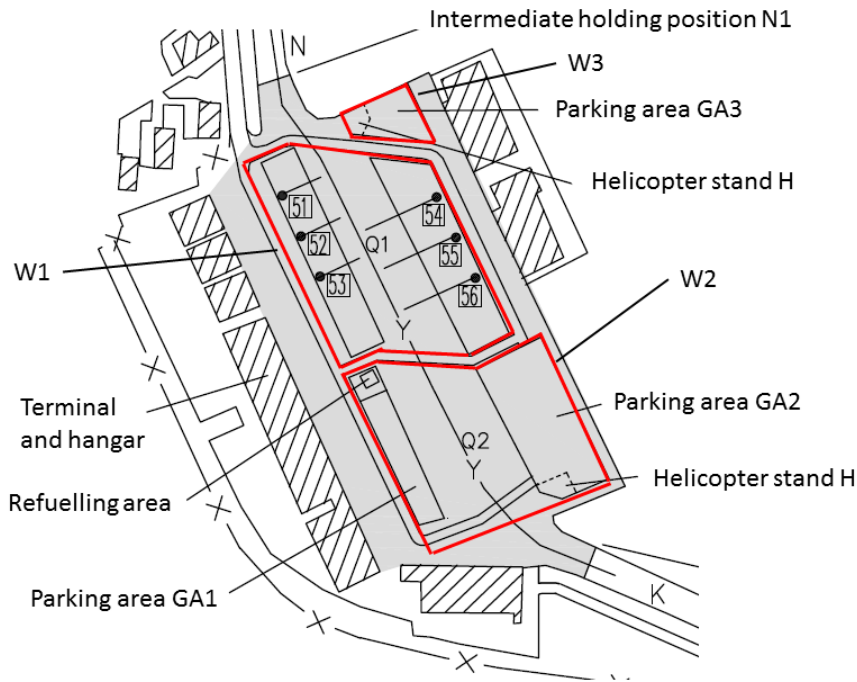 Intermediate holding position N1
N
W3
Parking area GA3
Helicopter stand H
51
54
52
Q1
55
W1
53
56
W2
Y
Terminal
and hangar
Parking area GA2
Q2
Y
Helicopter stand H
Refuelling area
Parking area GA1
K